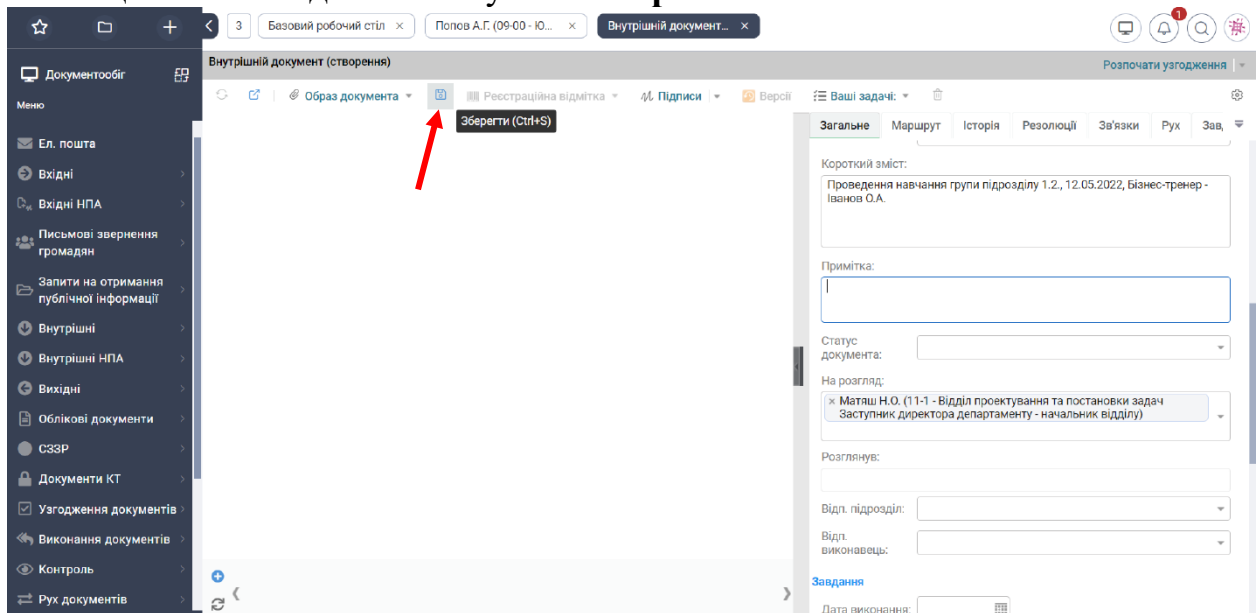 3
Базовий робочий стіл ×
Попов А.Г. (09-00 - Ю... ×
Внутрішній документ... ×
1
Документообіг
Меню
Ел. пошта
Вхідні
Вхідні НПА
Письмові звернення
громадян
Запити на отримання
публічної інформації
Внутрішні
Внутрішні НПА
Вихідні
Облікові документи
СЗЗР
Документи КТ
Узгодження документів
Виконання документів
Контроль
Рух документів
Внутрішній документ (створення)
Розпочати узгодження
Образ документа
Реєстраційна відмітка
Підписи
Версії
Ваші задачі:
Зберегти (Ctrl+S)
Загальне Маршрут Історія Резолюції Зв'язки Рух Зав,
Короткий зміст:
Проведення навчання групи підрозділу 1.2., 12.05.2022, Бізнес-тренер -
Іванов О.А.
Примітка:
Статус
документа:
На розгляд:
× Матяш Н.О. (11-1 - Відділ проектування та постановки задач
Заступник директора департаменту - начальник відділу)
Розглянув:
Відп. підрозділ:
Відп.
виконавець:
Завдання
Дата виконання: